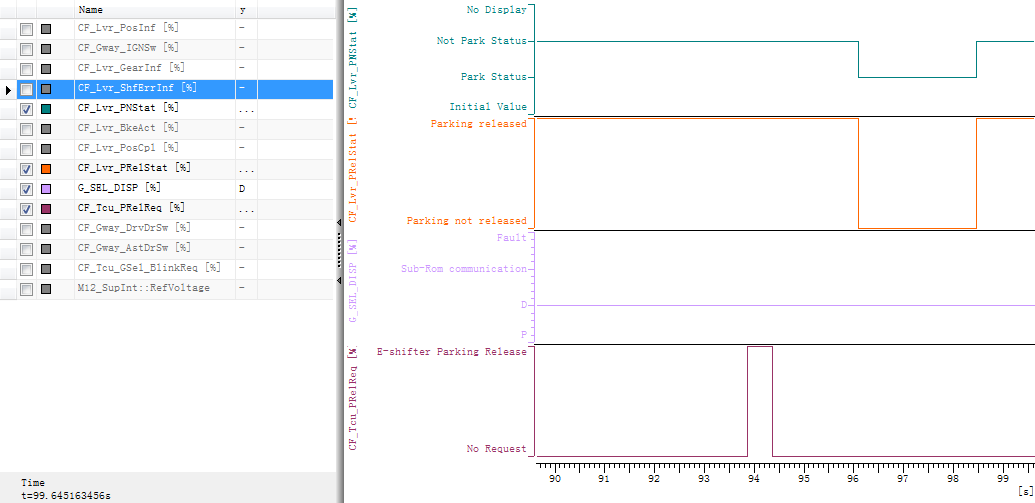 Name y
CF_Lvr_PosInf [%] -
CF_Gway_IGNSw [%] -
CF_Lvr_GearInf [%] -
CF_Lvr_ShfErrInf [%] -
CF_Lvr_PNStat [%] ...
CF_Lvr_BkeAct [%] -
CF_Lvr_PosCpl [%] -
CF_Lvr_PRelStat [%] ...
G_SEL_DISP [%] D
CF_Tcu_PRelReq [%] ...
CF_Gway_DrvDrSw [%] -
CF_Gway_AstDrSw [%] -
CF_Tcu_GSel_BlinkReq [%] -
M12_SupInt::RefVoltage -
Time
t=99.645163456s
CF_Lvr_PNStat [%]
No Display
Not Park Status
Park Status
Initial Value
CF_Lvr_PRelStat [%
Parking released
Parking not released
G_SEL_DISP [%]
Fault
Sub-Rom communication
D
P
CF_Tcu_PRelReq [%
E-shifter Parking Release
No Request
90 91 92 93 94 95 96 97 98 99
[s]